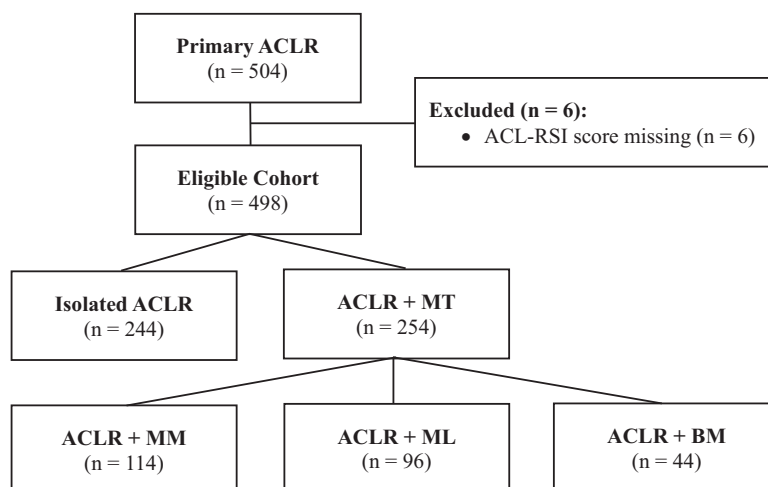 Primary ACLR
(n = 504)
Excluded (n = 6):
• ACL-RSI score missing (n = 6)
Eligible Cohort
(n = 498)
Isolated ACLR
(n = 244)
ACLR + MT
(n = 254)
ACLR + MM
(n = 114)
ACLR + ML
(n = 96)
ACLR + BM
(n = 44)